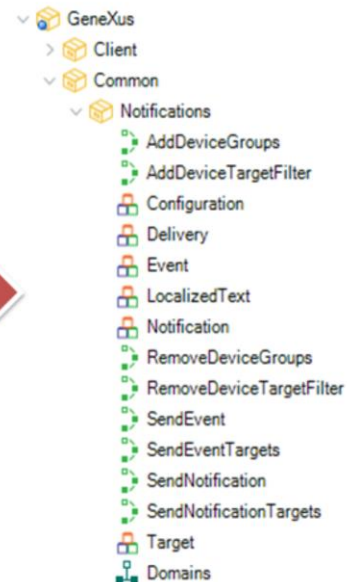 GeneXus
Client
Common
Notifications
AddDeviceGroups
AddDeviceTargetFilter
Configuration
Delivery
Event
LocalizedText
Notification
RemoveDeviceGroups
RemoveDeviceTargetFilter
SendEvent
SendEventTargets
SendNotification
SendNotificationTargets
Target
Domains